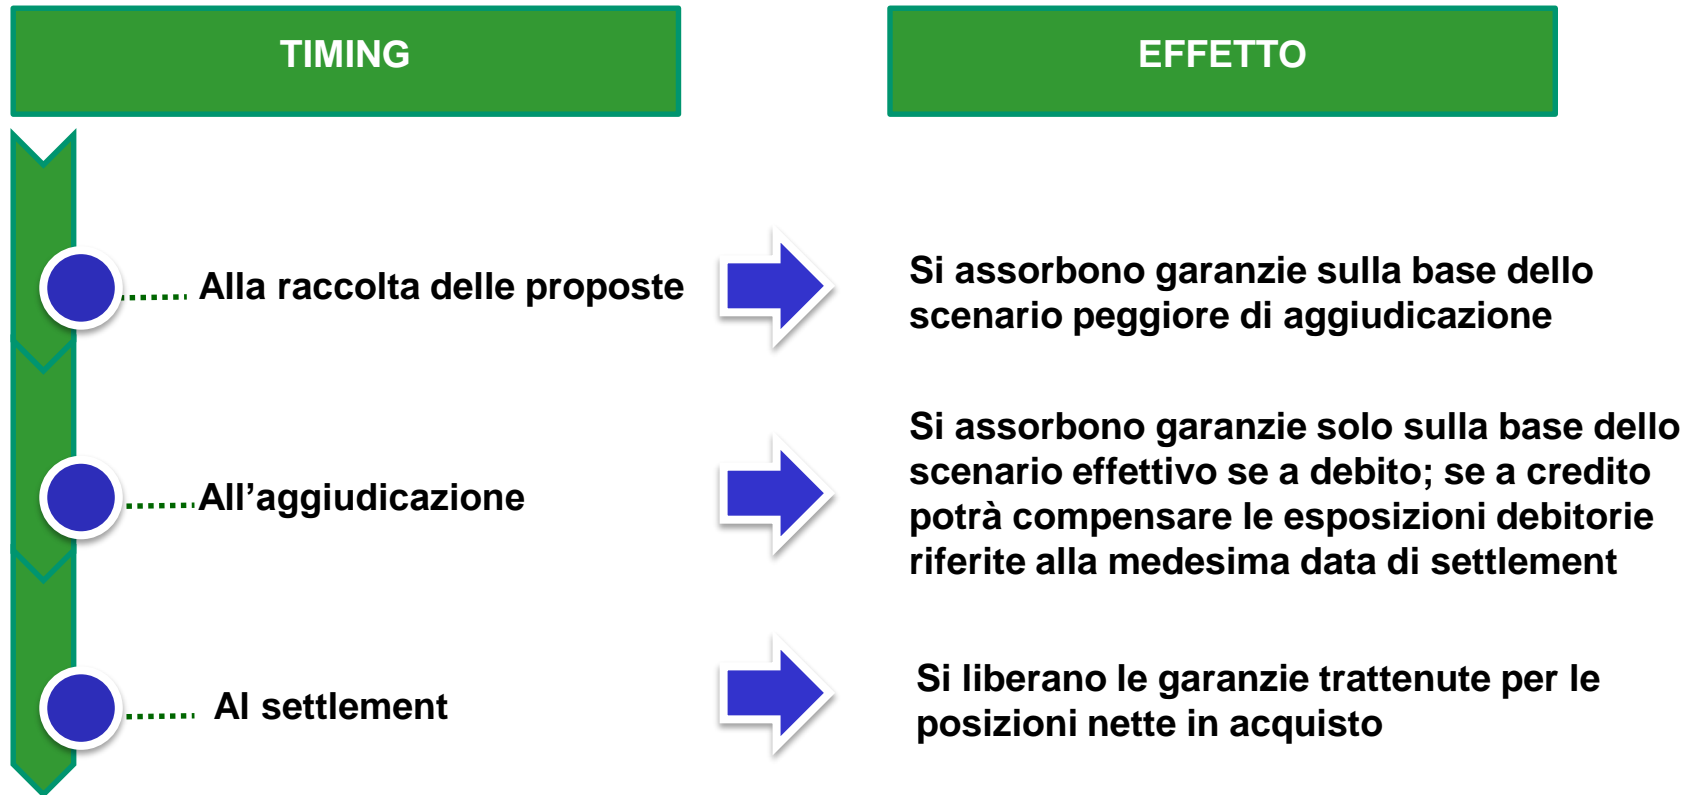 TIMING
EFFETTO
Alla raccolta delle proposte
Si assorbono garanzie sulla base dello
scenario peggiore di aggiudicazione
All’aggiudicazione
Si assorbono garanzie solo sulla base dello
scenario effettivo se a debito; se a credito
potrà compensare le esposizioni debitorie
riferite alla medesima data di settlement
Al settlement
Si liberano le garanzie trattenute per le
posizioni nette in acquisto